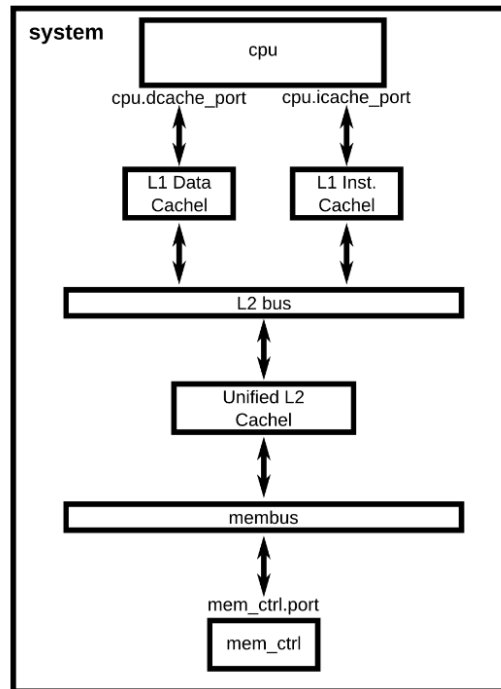 system
cpu
cpu.dcache_port
cpu.icache_port
L1 Data
Cachel
L1 Inst.
Cachel
L2 bus
Unified L2
Cachel
membus
mem_ctrl.port
mem_ctrl